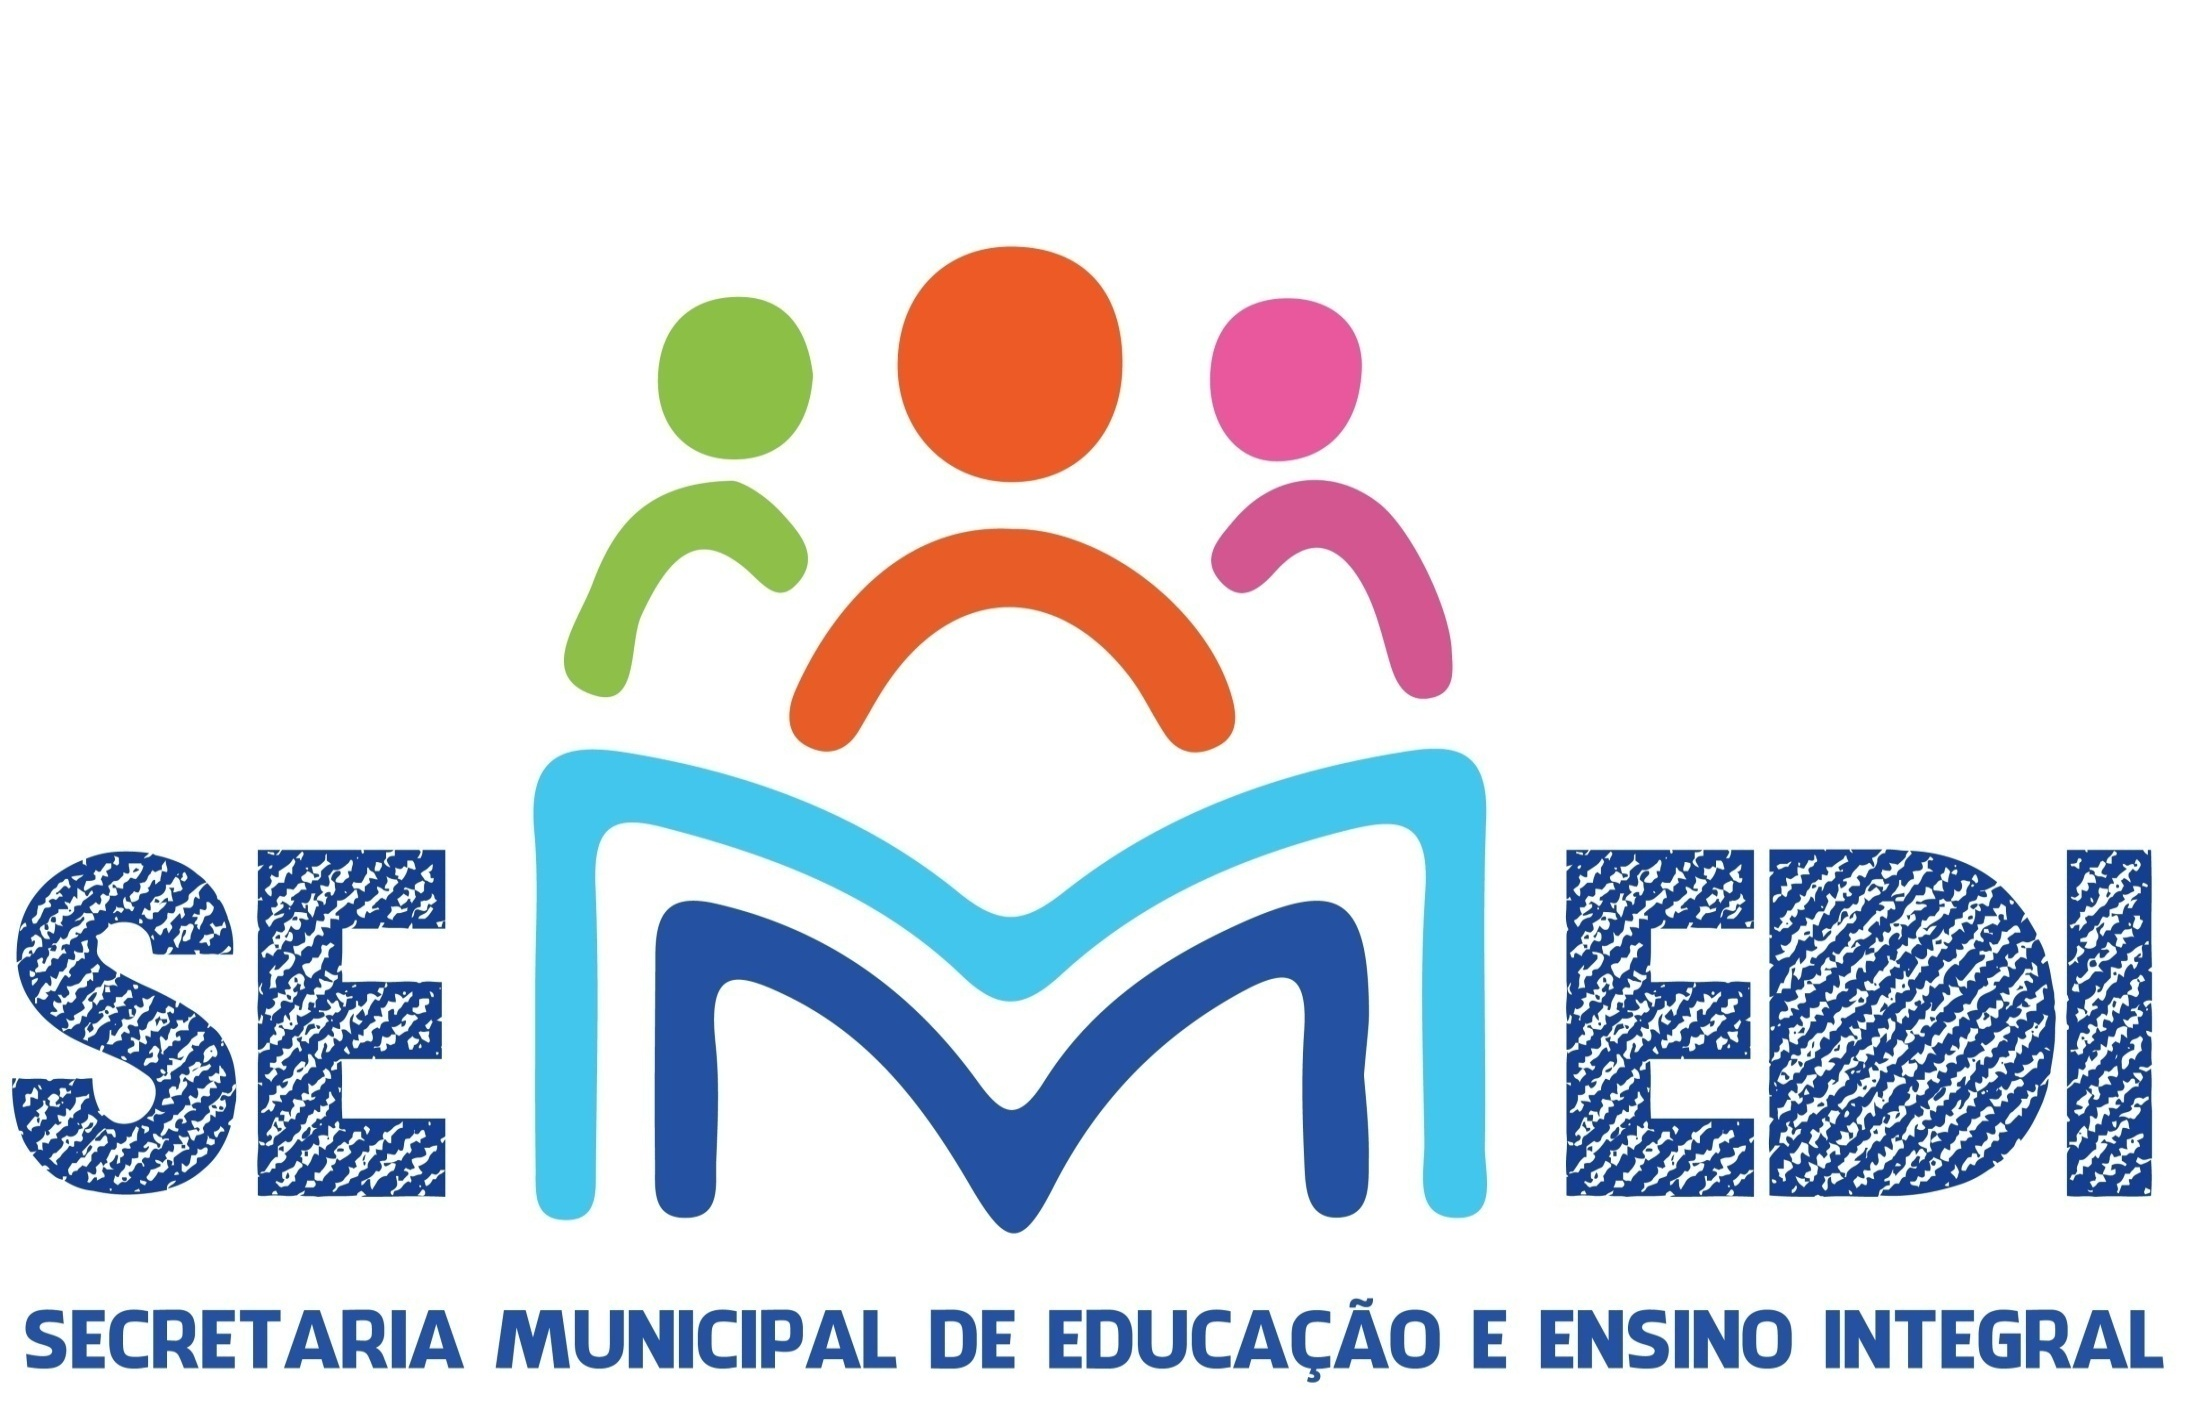 SEMEDI
SECRETARIA MUNICIPAL DE EDUCAÇÃO E ENSINO INTEGRAL